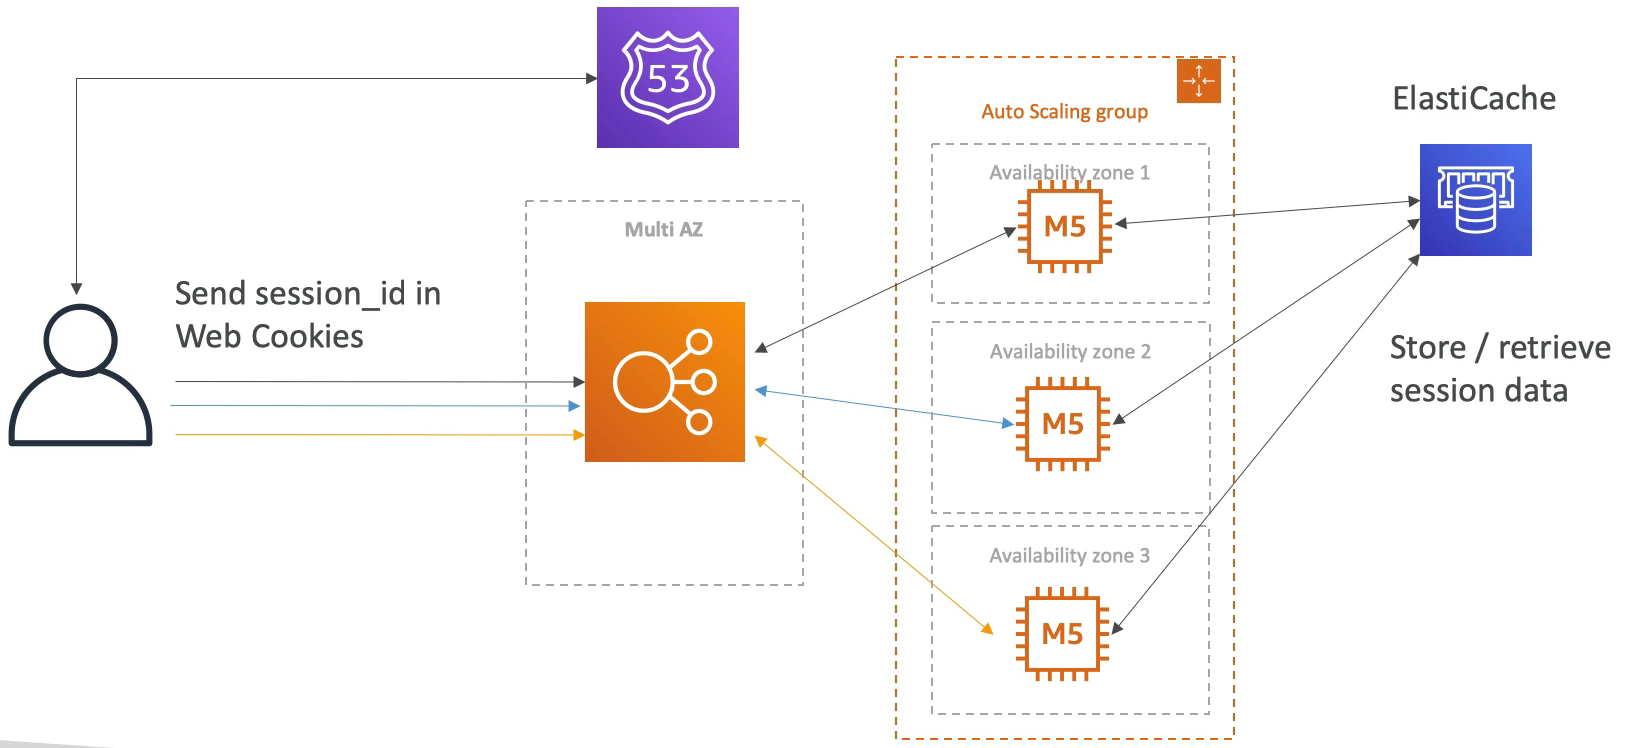 53
Auto Scaling group
ElastiCache
Availability zone 1
M5
Multi AZ
Send session_id in
Web Cookies
Availability zone 2
M5
Store / retrieve
session data
Availability zone 3
M5